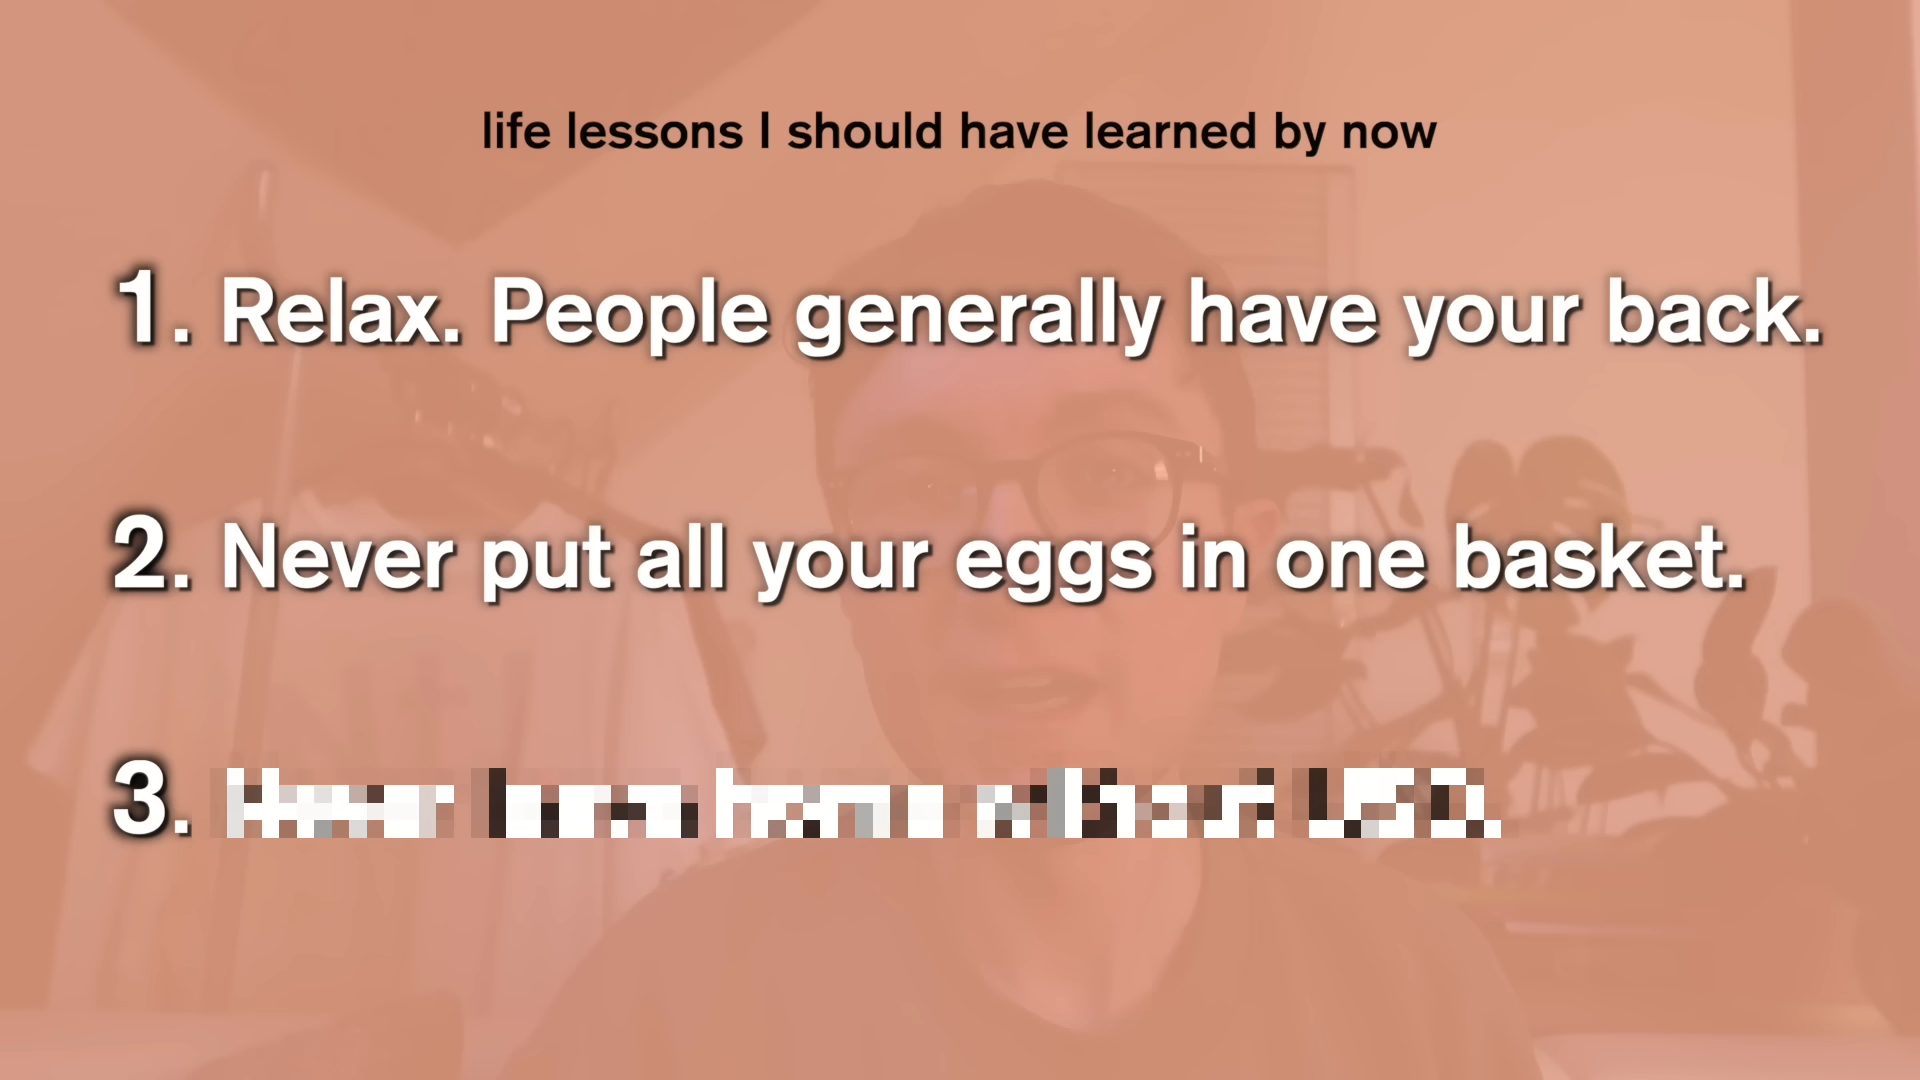 life lessons I should have learned by now
1. Relax. People generally have your back.
2. Never put all your eggs in one basket.
3.